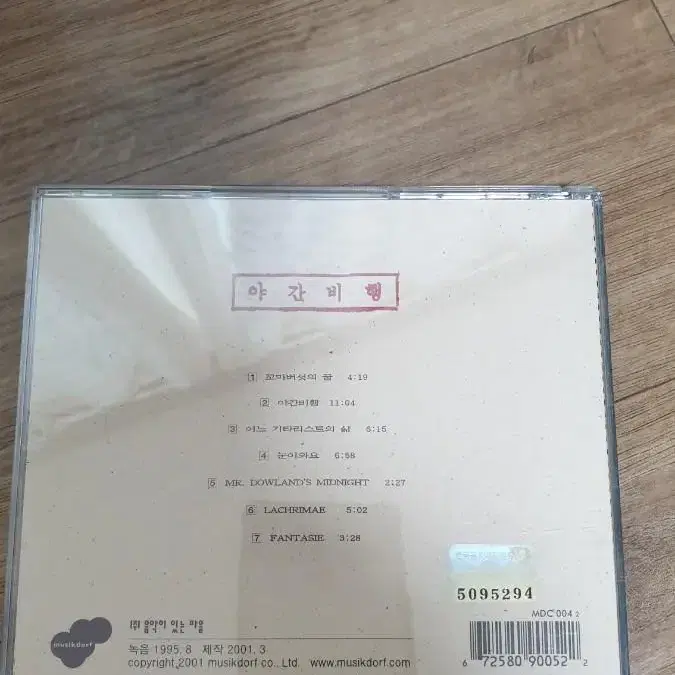 야간비행
1 꼬마버섯의 꿈 4:19
2 야간비행 11:04
3 어느 기타리스트의 삶 6:15
4 눈이와요 6:58
5 MR. DOWLAND'S MIDNIGHT 2:27
6 LACHRIMAE 5:02
7 FANTASIE 3:28
5095294
MDC 004 2
(주) 음악이 있는 마을
musikdorf
녹음 1995. 8 제작 2001. 3
copyright 2001 musikdorf co., Ltd. www.musikdorf.com
6 72580 90052 2